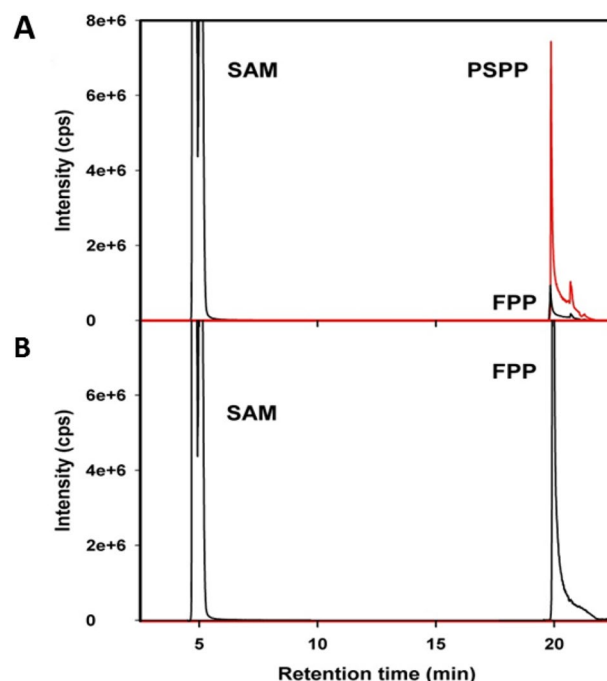 A
8e+6
SAM
PSPP
6e+6
4e+6
2e+6
FPP
0
Intensity (cps)
B
FPP
6e+6
SAM
4e+6
2e+6
0
Intensity (cps)
5
10
15
20
Retention time (min)